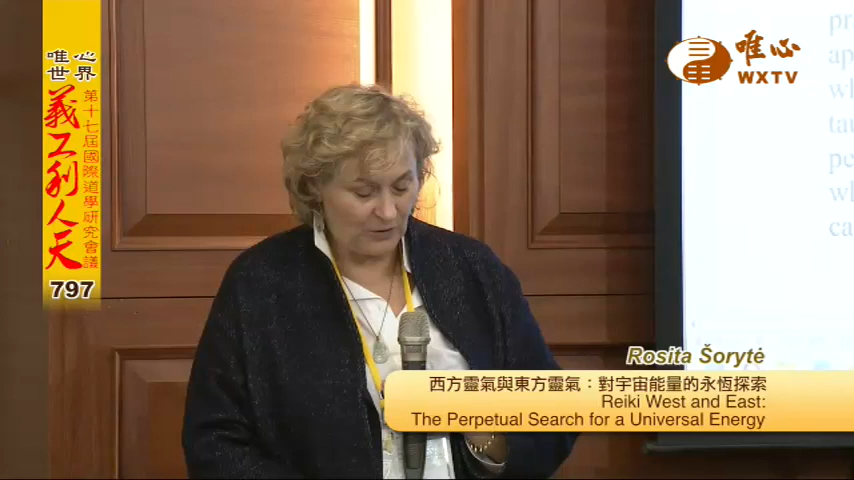 唯心
世界
義工利人天
第十七屆國際道學研究會議
797
唯心
WXTV
Rosita Šorytė
西方靈氣與東方靈氣：對宇宙能量的永恆探索
Reiki West and East:
The Perpetual Search for a Universal Energy